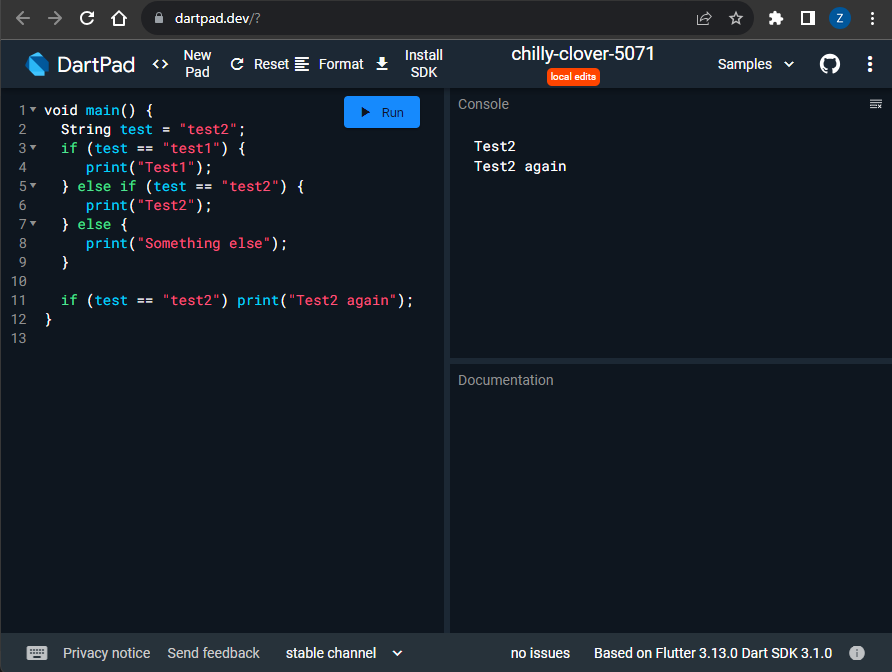 dartpad.dev/?
Z
DartPad
<> New Pad
Reset
Format
Install SDK
chilly-clover-5071
local edits
Samples
Run
1 void main() {
2   String test = "test2";
3   if (test == "test1") {
4      print("Test1");
5   } else if (test == "test2") {
6      print("Test2");
7   } else {
8      print("Something else");
9   }
10
11   if (test == "test2") print("Test2 again");
12 }
13
Console
Test2
Test2 again
Documentation
Privacy notice
Send feedback
stable channel
no issues
Based on Flutter 3.13.0 Dart SDK 3.1.0